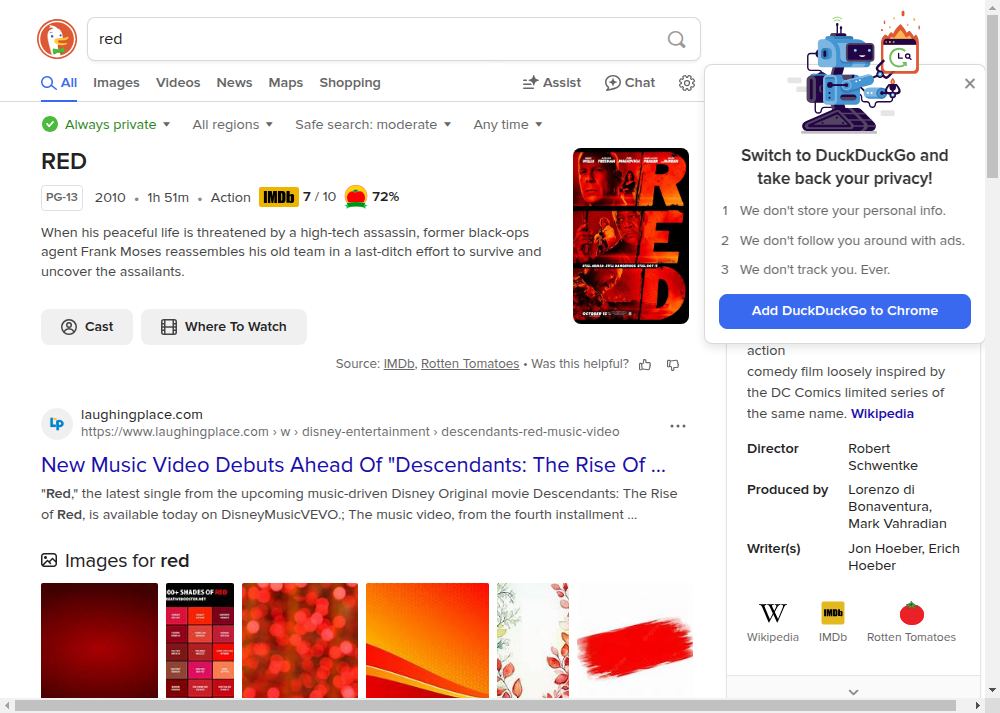 red
All
Images
Videos
News
Maps
Shopping
Assist
Chat
Always private
All regions
Safe search: moderate
Any time
RED
PG-13
2010 • 1h 51m • Action
IMDb 7 / 10
72%
When his peaceful life is threatened by a high-tech assassin, former black-ops
agent Frank Moses reassembles his old team in a last-ditch effort to survive and
uncover the assailants.
Cast
Where To Watch
RED
Source: IMDb, Rotten Tomatoes • Was this helpful?
laughingplace.com
https://www.laughingplace.com › w › disney-entertainment › descendants-red-music-video
New Music Video Debuts Ahead Of "Descendants: The Rise Of ...
"Red," the latest single from the upcoming music-driven Disney Original movie Descendants: The Rise
of Red, is available today on DisneyMusicVEVO.; The music video, from the fourth installment ...
Images for red
SHADES OF RED
Switch to DuckDuckGo and
take back your privacy!
1 We don't store your personal info.
2 We don't follow you around with ads.
3 We don't track you. Ever.
Add DuckDuckGo to Chrome
action
comedy film loosely inspired by
the DC Comics limited series of
the same name. Wikipedia
Director
Robert
Schwentke
Produced by
Lorenzo di
Bonaventura,
Mark Vahradian
Writer(s)
Jon Hoeber, Erich
Hoeber
W
IMDb
Wikipedia
IMDb
Rotten Tomatoes